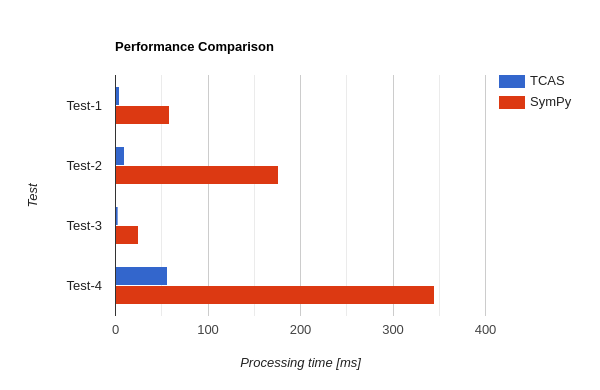 Performance Comparison
TCAS
SymPy
Test-1
Test-2
Test-3
Test-4
Test
0 100 200 300 400
Processing time [ms]